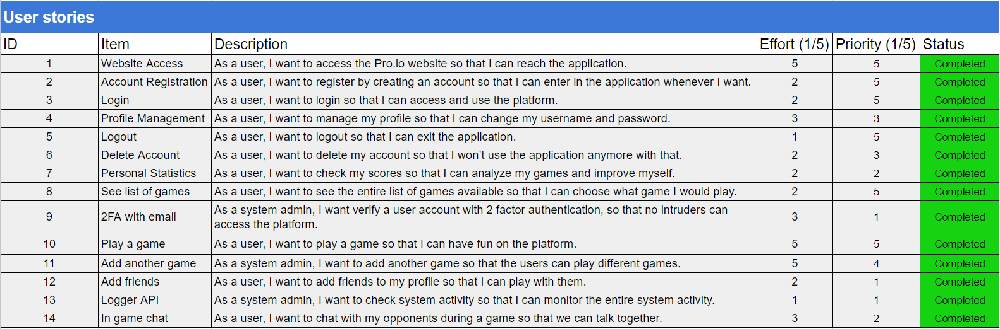 User stories
ID Item Description Effort (1/5) Priority (1/5) Status
1 Website Access As a user, I want to access the Pro.io website so that I can reach the application. 5 5 Completed
2 Account Registration As a user, I want to register by creating an account so that I can enter in the application whenever I want. 2 5 Completed
3 Login As a user, I want to login so that I can access and use the platform. 2 5 Completed
4 Profile Management As a user, I want to manage my profile so that I can change my username and password. 3 3 Completed
5 Logout As a user, I want to logout so that I can exit the application. 1 5 Completed
6 Delete Account As a user, I want to delete my account so that I won’t use the application anymore with that. 2 3 Completed
7 Personal Statistics As a user, I want to check my scores so that I can analyze my games and improve myself. 2 2 Completed
8 See list of games As a user, I want to see the entire list of games available so that I can choose what game I would play. 2 5 Completed
9 2FA with email As a system admin, I want verify a user account with 2 factor authentication, so that no intruders can
access the platform. 3 1 Completed
10 Play a game As a user, I want to play a game so that I can have fun on the platform. 5 5 Completed
11 Add another game As a system admin, I want to add another game so that the users can play different games. 5 4 Completed
12 Add friends As a user, I want to add friends to my profile so that I can play with them. 2 1 Completed
13 Logger API As a system admin, I want to check system activity so that I can monitor the entire system activity. 1 1 Completed
14 In game chat As a user, I want to chat with my opponents during a game so that we can talk together. 3 2 Completed